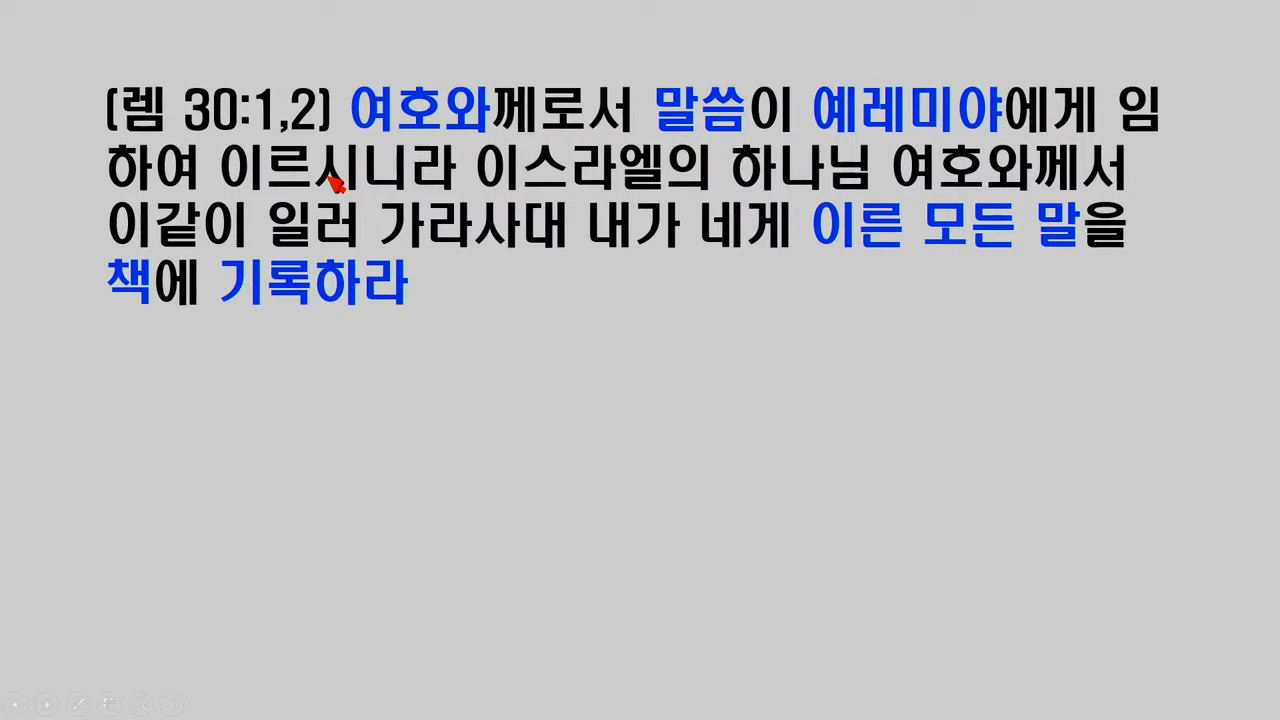 (렘 30:1,2) 여호와께로서 말씀이 예레미야에게 임
하여 이르시니라 이스라엘의 하나님 여호와께서
이같이 일러 가라사대 내가 네게 이른 모든 말을
책에 기록하라